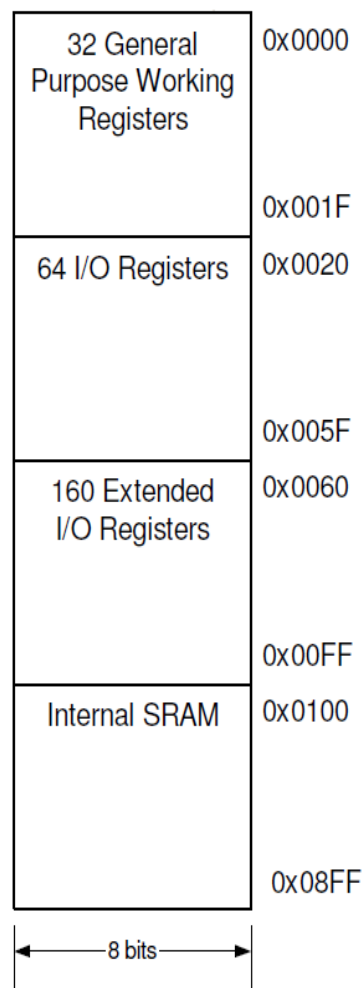 32 General 0x0000
Purpose Working
Registers
0x001F
64 I/O Registers 0x0020
0x005F
160 Extended 0x0060
I/O Registers
0x00FF
Internal SRAM 0x0100
0x08FF
8 bits